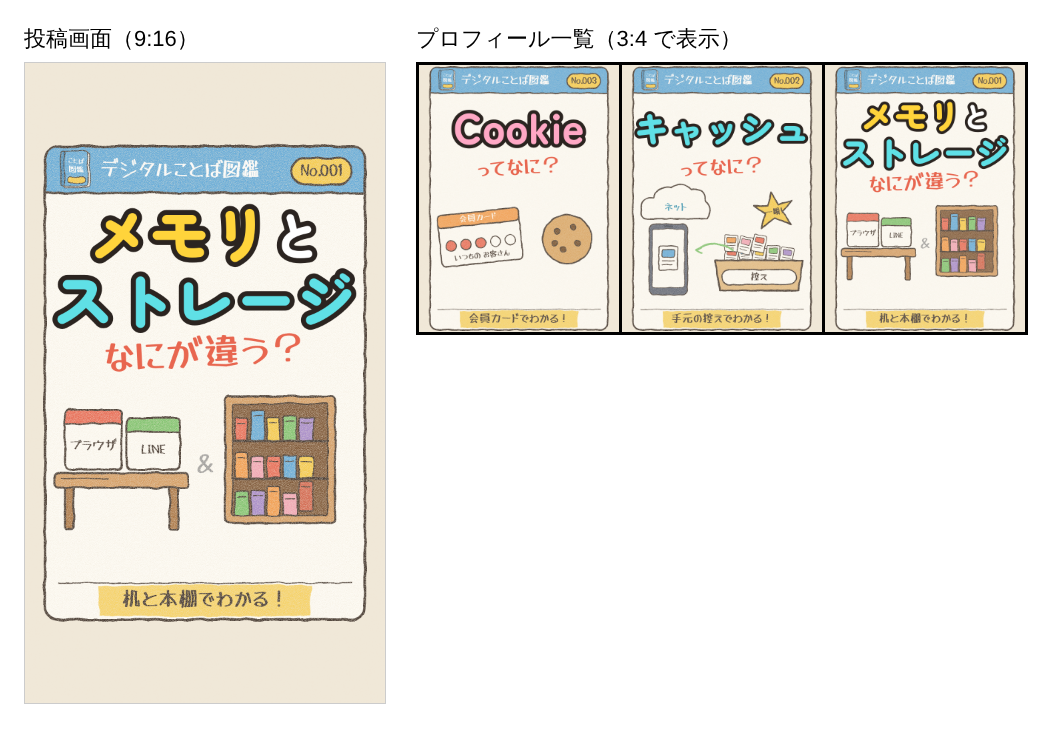 投稿画面（9:16）
ことば
図鑑
デジタルことば図鑑
No.001
メモリと
ストレージ
なにが違う？
ブラウザ
LINE
&
机と本棚でわかる！
プロフィール一覧（3:4 で表示）
デジタルことば図鑑
No.003
Cookie
ってなに？
会員カード
いつもの お客さん
会員カードでわかる！
デジタルことば図鑑
No.002
キャッシュ
ってなに？
ネット
控え
手元の控えでわかる！
デジタルことば図鑑
No.001
メモリと
ストレージ
なにが違う？
ブラウザ
LINE
&
机と本棚でわかる！